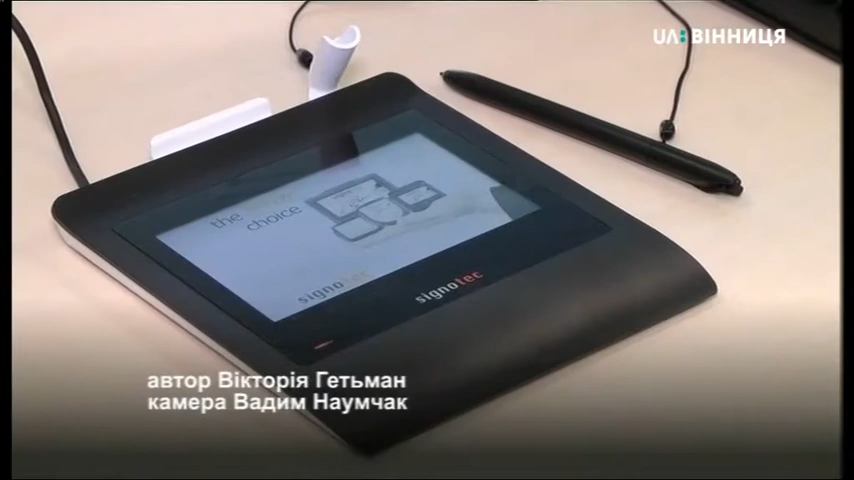 UA:ВІННИЦЯ
the
choice
signotec
signotec
автор Вікторія Гетьман
камера Вадим Наумчак